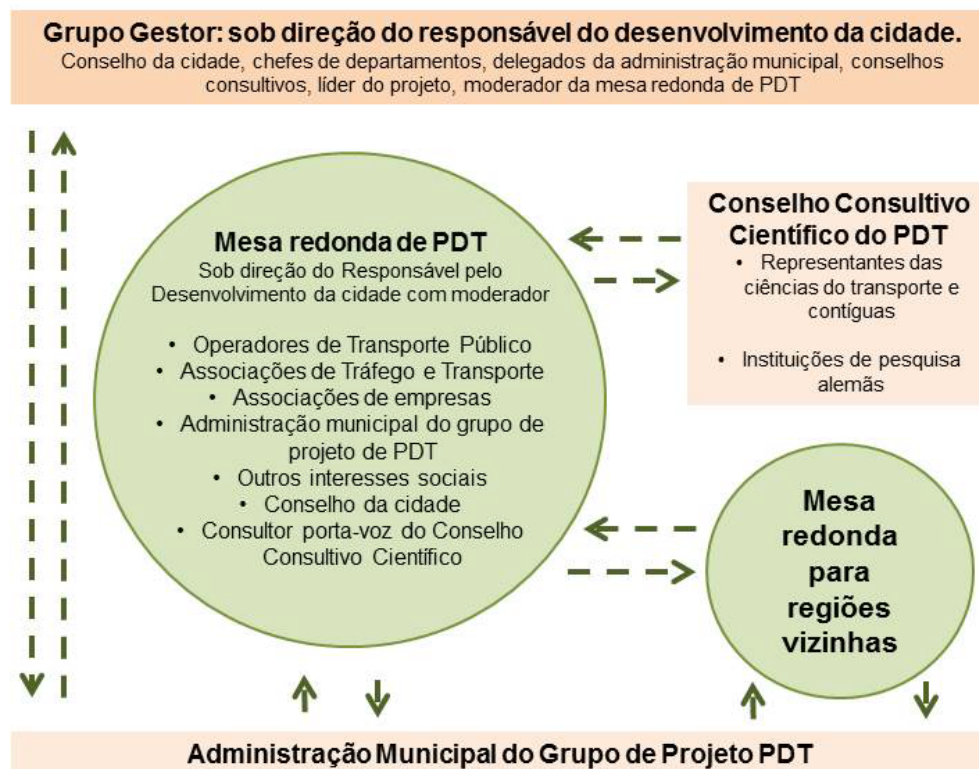 Grupo Gestor: sob direção do responsável do desenvolvimento da cidade.
Conselho da cidade, chefes de departamentos, delegados da administração municipal, conselhos
consultivos, líder do projeto, moderador da mesa redonda de PDT
Mesa redonda de PDT
Sob direção do Responsável pelo
Desenvolvimento da cidade com moderador
• Operadores de Transporte Público
• Associações de Tráfego e Transporte
• Associações de empresas
• Administração municipal do grupo de
projeto de PDT
• Outros interesses sociais
• Conselho da cidade
• Consultor porta-voz do Conselho
Consultivo Científico
Conselho Consultivo
Científico do PDT
• Representantes das
ciências do transporte e
contíguas
• Instituições de pesquisa
alemãs
Mesa
redonda
para
regiões
vizinhas
Administração Municipal do Grupo de Projeto PDT